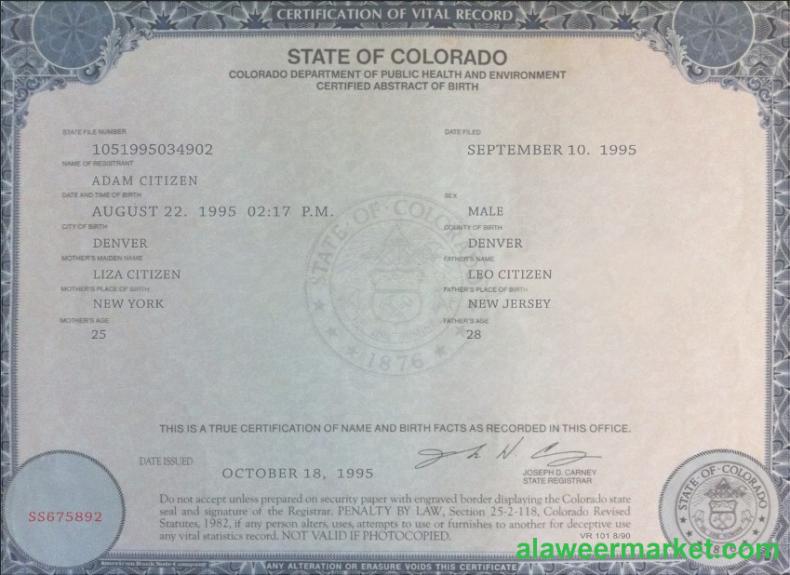 CERTIFICATION OF VITAL RECORD
STATE OF COLORADO
COLORADO DEPARTMENT OF PUBLIC HEALTH AND ENVIRONMENT
CERTIFIED ABSTRACT OF BIRTH
STATE FILE NUMBER DATE FILED
1051995034902 SEPTEMBER 10. 1995
NAME OF REGISTRANT
ADAM CITIZEN
DATE AND TIME OF BIRTH SEX
AUGUST 22. 1995 02:17 P.M. MALE
CITY OF BIRTH COUNTY OF BIRTH
DENVER DENVER
MOTHER'S MAIDEN NAME FATHER'S NAME
LIZA CITIZEN LEO CITIZEN
MOTHER'S PLACE OF BIRTH FATHER'S PLACE OF BIRTH
NEW YORK NEW JERSEY
MOTHER'S AGE FATHER'S AGE
25 28
STATE OF COLORADO
1876
THIS IS A TRUE CERTIFICATION OF NAME AND BIRTH FACTS AS RECORDED IN THIS OFFICE.
DATE ISSUED
OCTOBER 18, 1995
JOSEPH D. CARNEY
STATE REGISTRAR
SS675892
Do not accept unless prepared on security paper with engraved border displaying the Colorado state
seal and signature of the Registrar. PENALTY BY LAW, Section 25-2-118, Colorado Revised
Statutes, 1982, if any person alters, uses, attempts to use or furnishes to another for deceptive use
any vital statistics record. NOT VALID IF PHOTOCOPIED.
VR 101 8/90
STATE OF COLORADO
American Bank Note Company
ANY ALTERATION OR ERASURE VOIDS THIS CERTIFICATE
alaweermarket.com